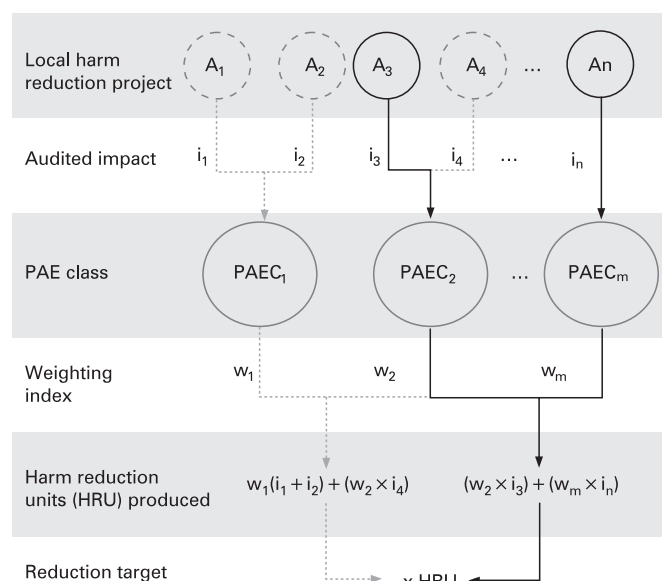 Local harm
reduction project
A₁ A₂ A₃ A₄ ... An
Audited impact
i₁ i₂ i₃ i₄ ... iₙ
PAE class
PAEC₁ PAEC₂ ... PAECₘ
Weighting
index
w₁ w₂ wₘ
Harm reduction
units (HRU) produced
w₁(i₁ + i₂) + (w₂ × i₄) (w₂ × i₃) + (wₘ × iₙ)
Reduction target
x HRU